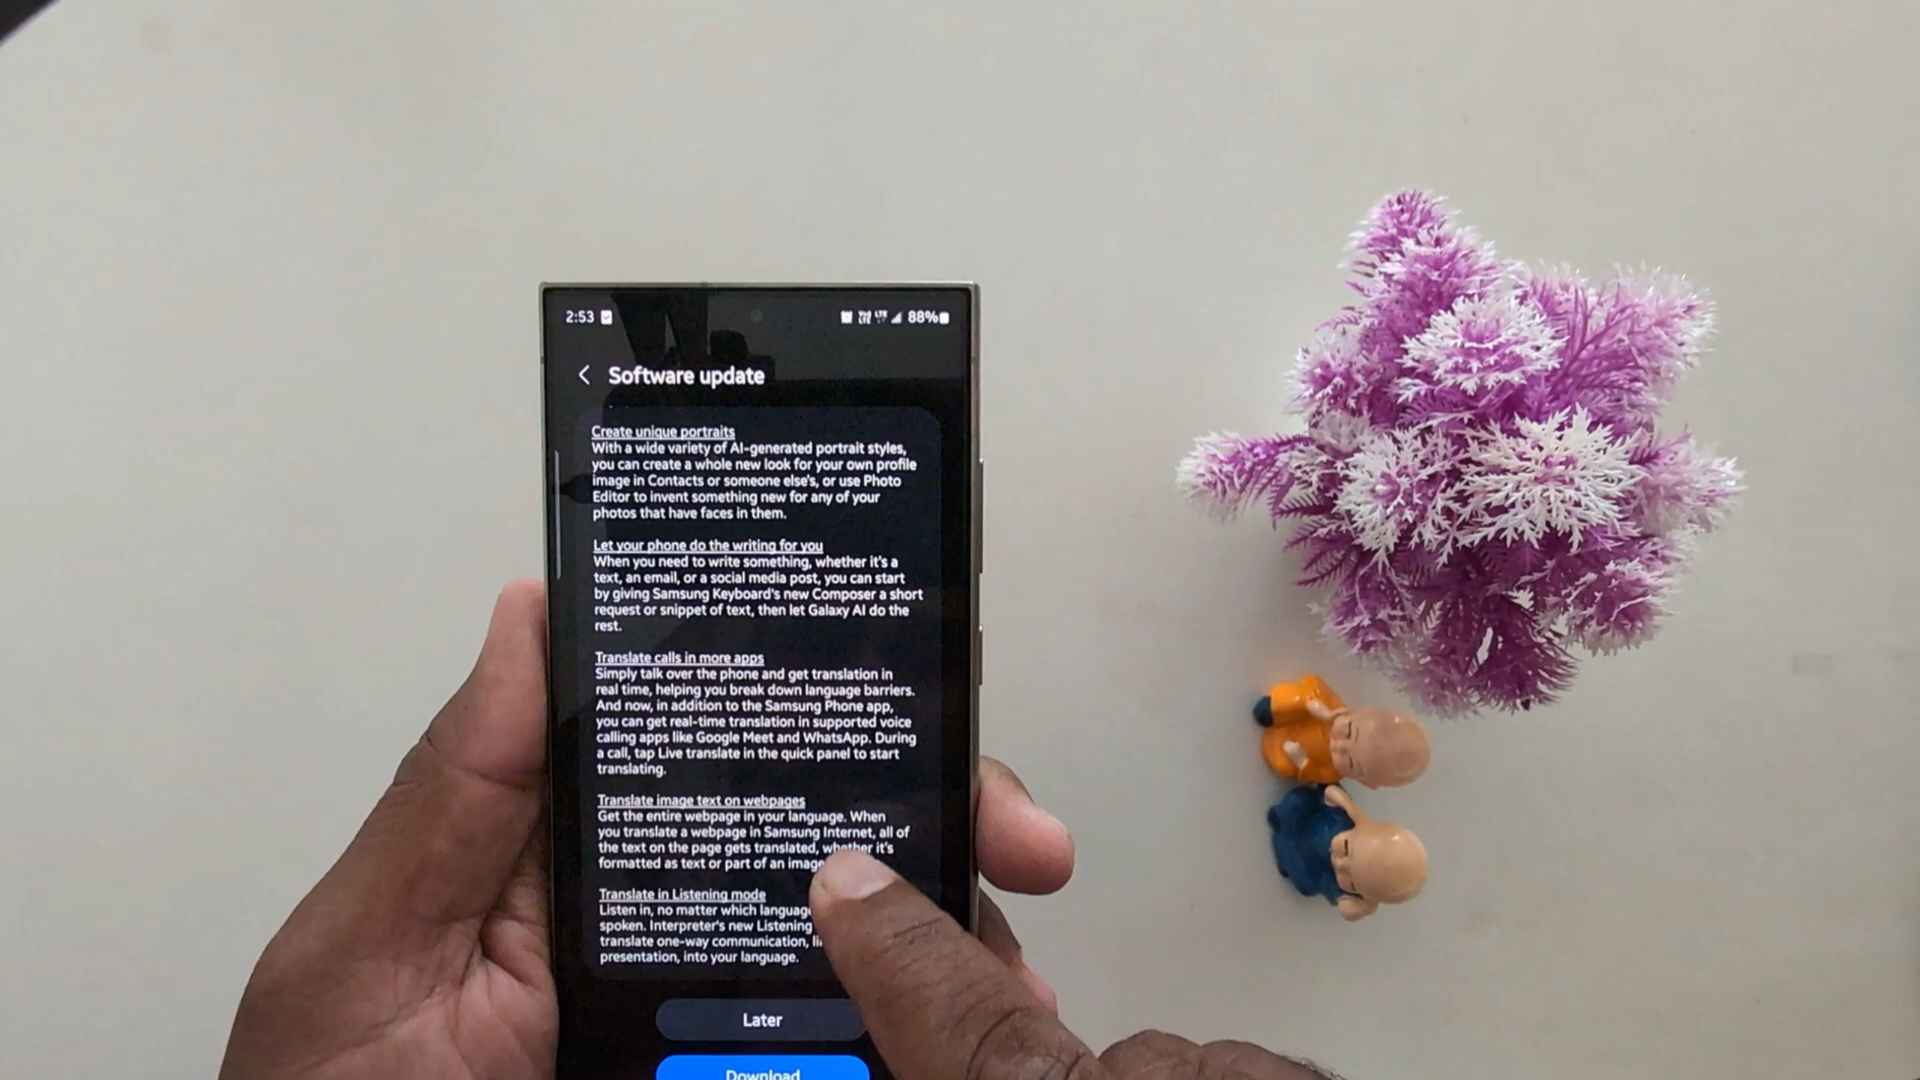 2:53 88%
Software update
Create unique portraits
With a wide variety of AI-generated portrait styles,
you can create a whole new look for your own profile
image in Contacts or someone else's, or use Photo
Editor to invent something new for any of your
photos that have faces in them.
Let your phone do the writing for you
When you need to write something, whether it's a
text, an email, or a social media post, you can start
by giving Samsung Keyboard's new Composer a short
request or snippet of text, then let Galaxy AI do the
rest.
Translate calls in more apps
Simply talk over the phone and get translation in
real time, helping you break down language barriers.
And now, in addition to the Samsung Phone app,
you can get real-time translation in supported voice
calling apps like Google Meet and WhatsApp. During
a call, tap Live translate in the quick panel to start
translating.
Translate image text on webpages
Get the entire webpage in your language. When
you translate a webpage in Samsung Internet, all of
the text on the page gets translated, whether it's
formatted as text or part of an image
Translate in Listening mode
Listen in, no matter which language
spoken. Interpreter's new Listening
translate one-way communication,
presentation, into your language.
Later
Download